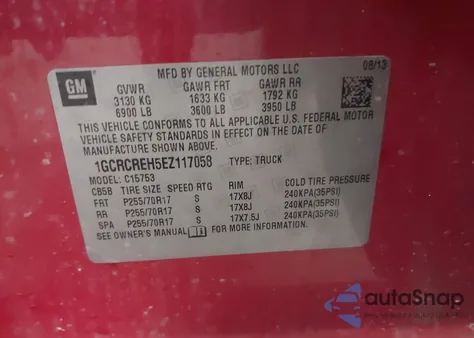 GM
MFD BY GENERAL MOTORS LLC
08/13
GVWR GAWR FRT GAWR RR
3130 KG 1633 KG 1792 KG
6900 LB 3600 LB 3950 LB
THIS VEHICLE CONFORMS TO ALL APPLICABLE U.S. FEDERAL MOTOR
VEHICLE SAFETY STANDARDS IN EFFECT ON THE DATE OF
MANUFACTURE SHOWN ABOVE.
1GCRCREH5EZ117058 TYPE: TRUCK
MODEL: C15753
CB5B TIRE SIZE SPEED RTG RIM COLD TIRE PRESSURE
FRT P255/70R17 S 17X8J 240KPA(35PSI)
RR P255/70R17 S 17X8J 240KPA(35PSI)
SPA P255/70R17 S 17X7.5J 240KPA(35PSI)
SEE OWNER'S MANUAL FOR MORE INFORMATION.
autoSnap